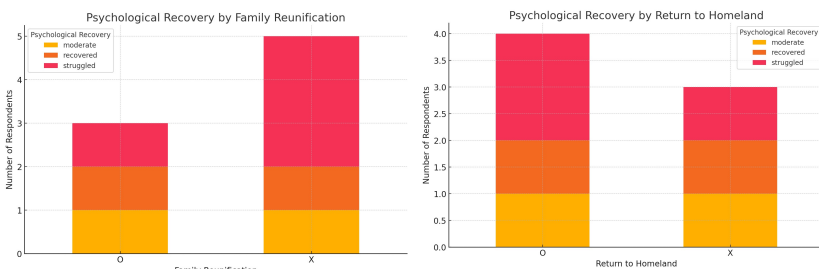 Psychological Recovery by Family Reunification
Number of Respondents
5
4
3
2
1
0
Psychological Recovery
moderate
recovered
struggled
O
X
Family Reunification
Psychological Recovery by Return to Homeland
Number of Respondents
4.0
3.5
3.0
2.5
2.0
1.5
1.0
0.5
0.0
Psychological Recovery
moderate
recovered
struggled
O
X
Return to Homeland